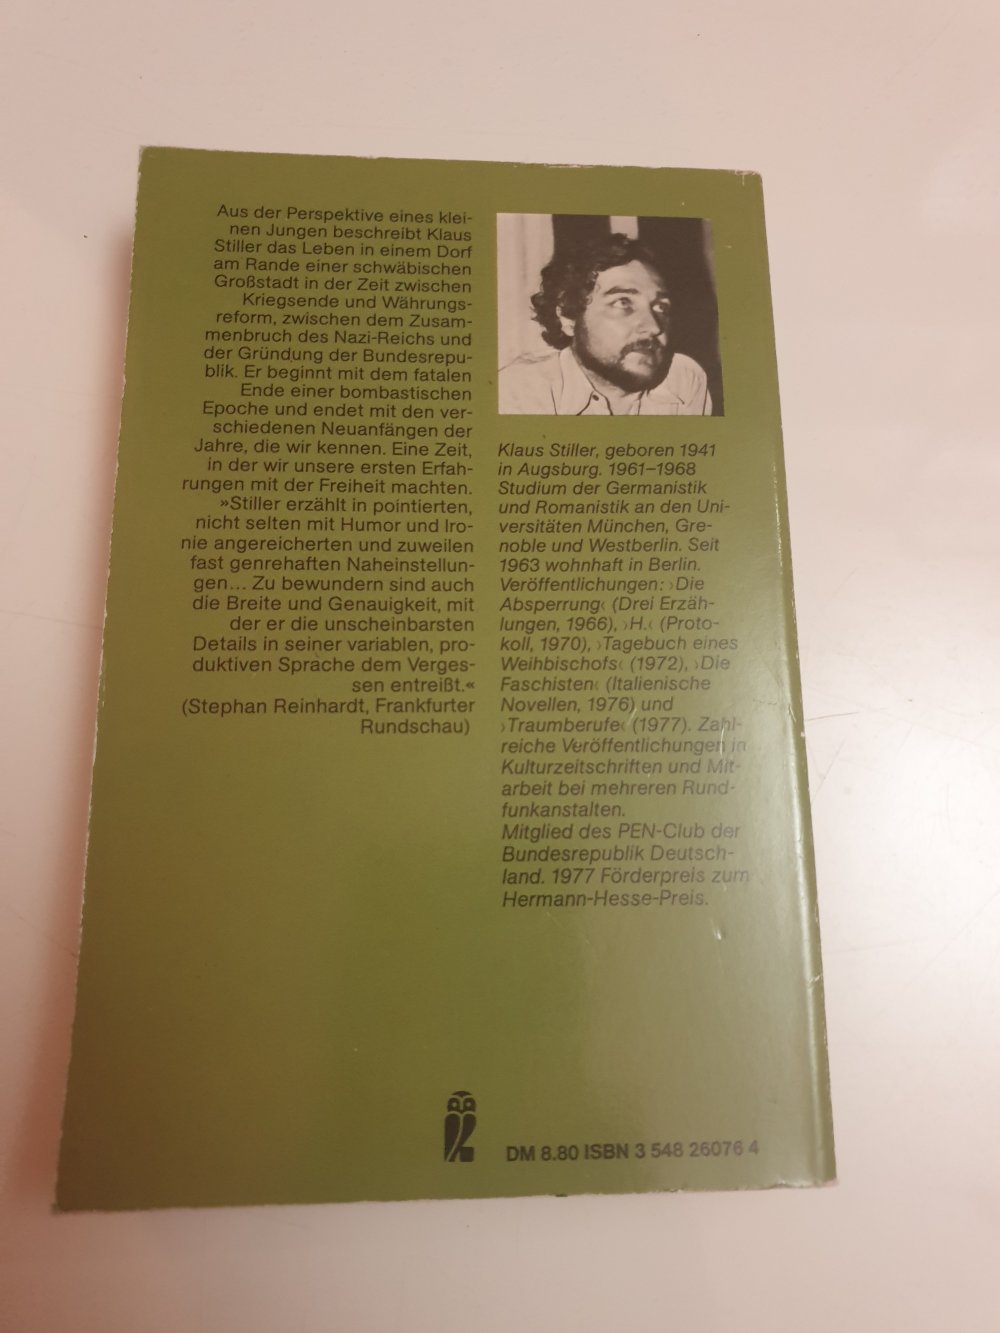 Aus der Perspektive eines klei-
nen Jungen beschreibt Klaus
Stiller das Leben in einem Dorf
am Rande einer schwäbischen
Großstadt in der Zeit zwischen
Kriegsende und Währungs-
reform, zwischen dem Zusam-
menbruch des Nazi-Reichs und
der Gründung der Bundesrepu-
blik. Er beginnt mit dem fatalen
Ende einer bombastischen
Epoche und endet mit den ver-
schiedenen Neuanfängen der
Jahre, die wir kennen. Eine Zeit,
in der wir unsere ersten Erfah-
rungen mit der Freiheit machten.
»Stiller erzählt in pointierten,
nicht selten mit Humor und Iro-
nie angereicherten und zuweilen
fast genrehaften Naheinstellun-
gen... Zu bewundern sind auch
die Breite und Genauigkeit, mit
der er die unscheinbarsten
Details in seiner variablen, pro-
duktiven Sprache dem Verges-
sen entreißt.«
(Stephan Reinhardt, Frankfurter
Rundschau)
Klaus Stiller, geboren 1941
in Augsburg. 1961–1968
Studium der Germanistik
und Romanistik an den Uni-
versitäten München, Gre-
noble und Westberlin. Seit
1963 wohnhaft in Berlin.
Veröffentlichungen: ›Die
Absperrung‹ (Drei Erzäh-
lungen, 1966), ›H.‹ (Proto-
koll, 1970), ›Tagebuch eines
Weihbischofs‹ (1972), ›Die
Faschisten‹ (Italienische
Novellen, 1976) und
›Traumberufe‹ (1977). Zahl-
reiche Veröffentlichungen in
Kulturzeitschriften und Mit-
arbeit bei mehreren Rund-
funkanstalten.
Mitglied des PEN-Club der
Bundesrepublik Deutsch-
land. 1977 Förderpreis zum
Hermann-Hesse-Preis.
DM 8.80 ISBN 3 548 26076 4